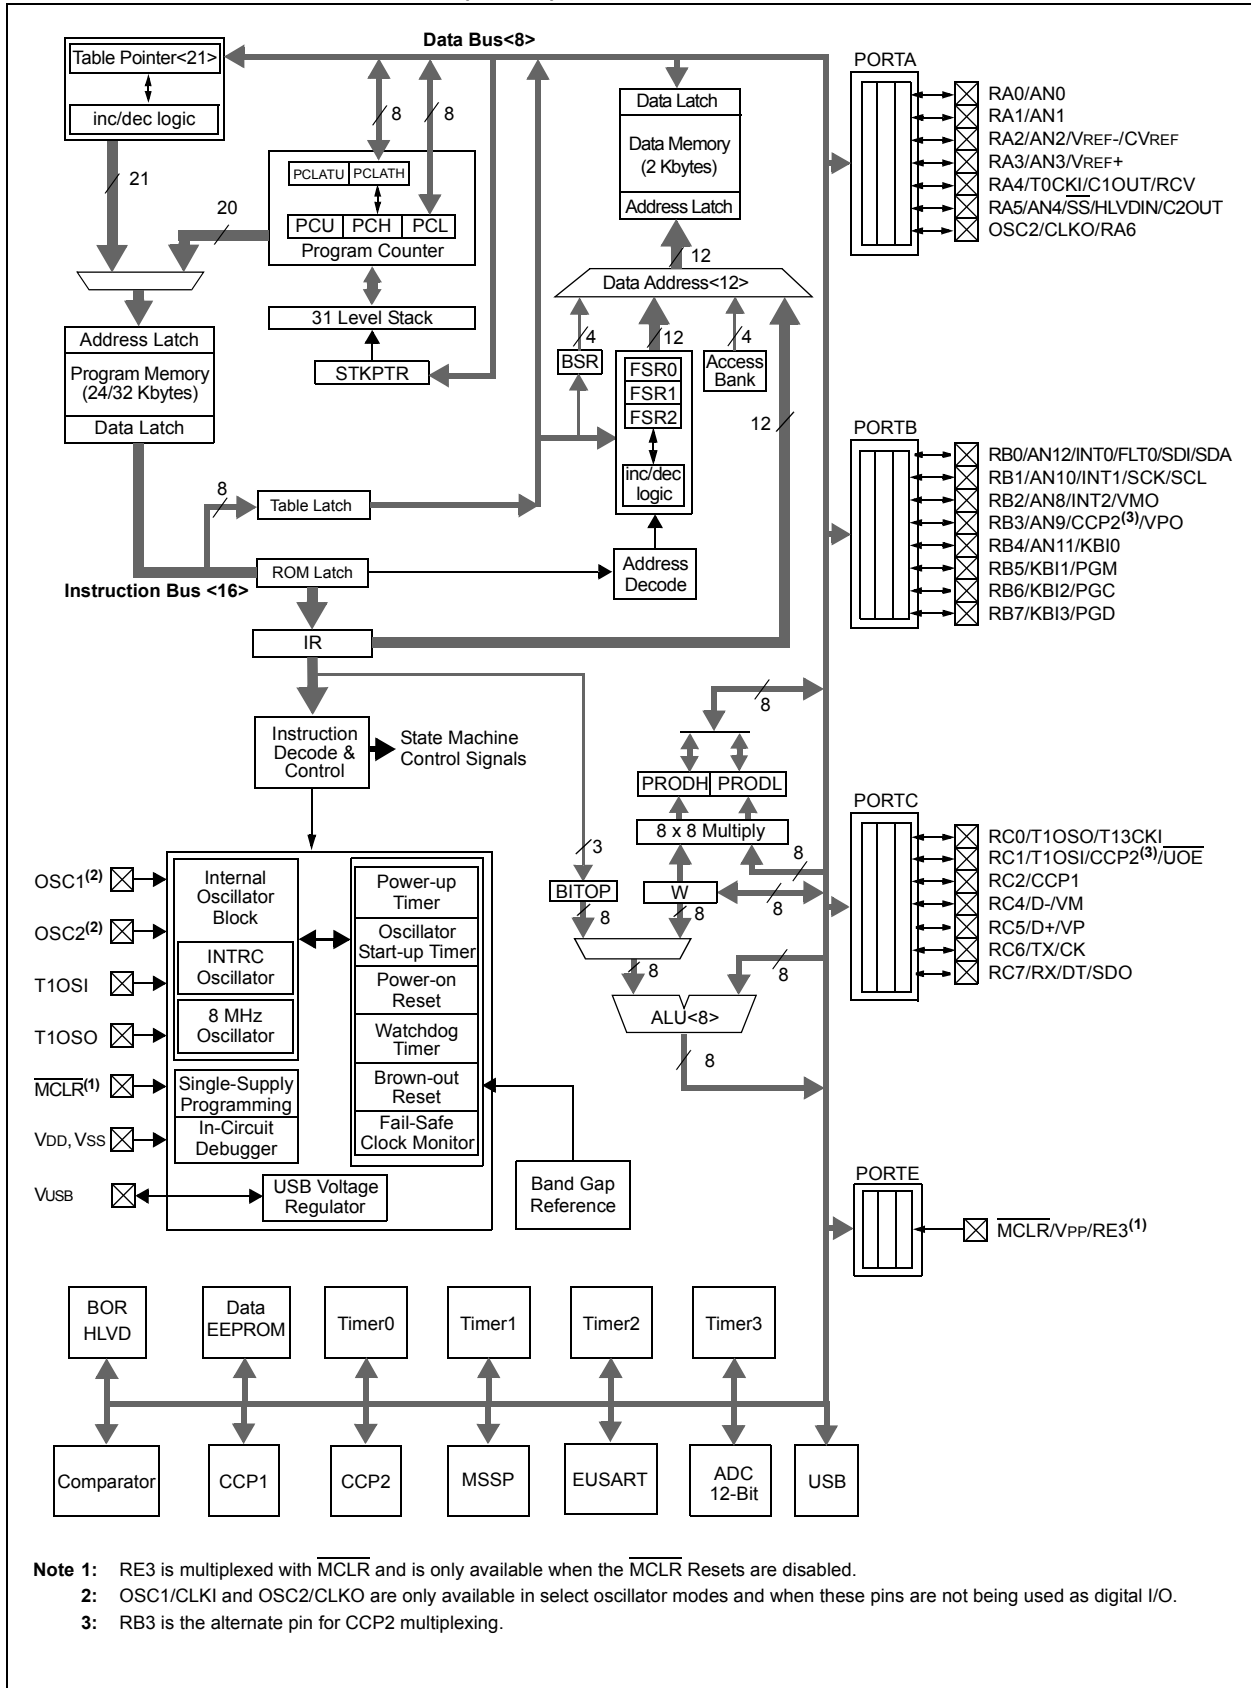 Data Bus<8>
Table Pointer<21>
inc/dec logic
21
20
8
8
PCLATU PCLATH
PCU PCH PCL
Program Counter
31 Level Stack
STKPTR
Data Latch
Data Memory
(2 Kbytes)
Address Latch
12
Data Address<12>
4
12
4
BSR
FSR0
FSR1
FSR2
inc/dec
logic
Access
Bank
12
Address Latch
Program Memory
(24/32 Kbytes)
Data Latch
8
Table Latch
ROM Latch
Instruction Bus <16>
Address
Decode
IR
Instruction
Decode &
Control
State Machine
Control Signals
8
PRODH PRODL
8 x 8 Multiply
3
8
BITOP
W
8
8
8
8
8
ALU<8>
8
OSC1(2)
OSC2(2)
T1OSI
T1OSO
MCLR(1)
VDD, VSS
VUSB
Internal
Oscillator
Block
INTRC
Oscillator
8 MHz
Oscillator
Single-Supply
Programming
In-Circuit
Debugger
USB Voltage
Regulator
Power-up
Timer
Oscillator
Start-up Timer
Power-on
Reset
Watchdog
Timer
Brown-out
Reset
Fail-Safe
Clock Monitor
Band Gap
Reference
PORTA
RA0/AN0
RA1/AN1
RA2/AN2/VREF-/CVREF
RA3/AN3/VREF+
RA4/T0CKI/C1OUT/RCV
RA5/AN4/SS/HLVDIN/C2OUT
OSC2/CLKO/RA6
PORTB
RB0/AN12/INT0/FLT0/SDI/SDA
RB1/AN10/INT1/SCK/SCL
RB2/AN8/INT2/VMO
RB3/AN9/CCP2(3)/VPO
RB4/AN11/KBI0
RB5/KBI1/PGM
RB6/KBI2/PGC
RB7/KBI3/PGD
PORTC
RC0/T1OSO/T13CKI
RC1/T1OSI/CCP2(3)/UOE
RC2/CCP1
RC4/D-/VM
RC5/D+/VP
RC6/TX/CK
RC7/RX/DT/SDO
PORTE
MCLR/VPP/RE3(1)
BOR
HLVD
Data
EEPROM
Timer0
Timer1
Timer2
Timer3
Comparator
CCP1
CCP2
MSSP
EUSART
ADC
12-Bit
USB
Note 1: RE3 is multiplexed with MCLR and is only available when the MCLR Resets are disabled.
2: OSC1/CLKI and OSC2/CLKO are only available in select oscillator modes and when these pins are not being used as digital I/O.
3: RB3 is the alternate pin for CCP2 multiplexing.